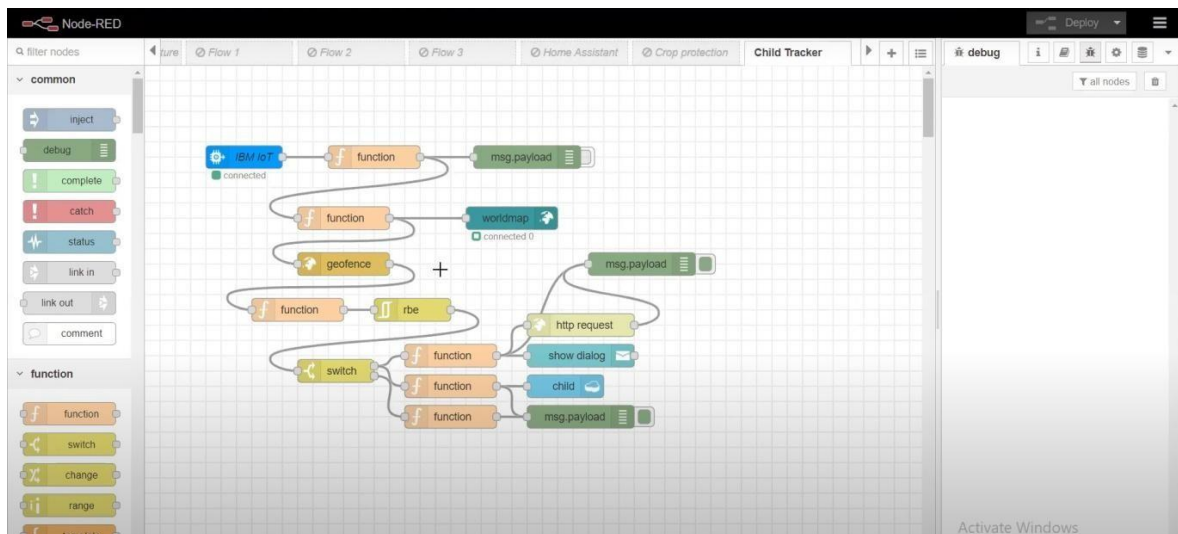 Node-RED
Deploy
filter nodes
ture
Flow 1
Flow 2
Flow 3
Home Assistant
Crop protection
Child Tracker
debug
i
all nodes
common
inject
debug
complete
catch
status
link in
link out
comment
function
function
switch
change
range
IBM IoT
connected
function
msg.payload
function
worldmap
connected 0
geofence
msg.payload
function
rbe
http request
switch
function
show dialog
function
child
function
msg.payload
Activate Windows